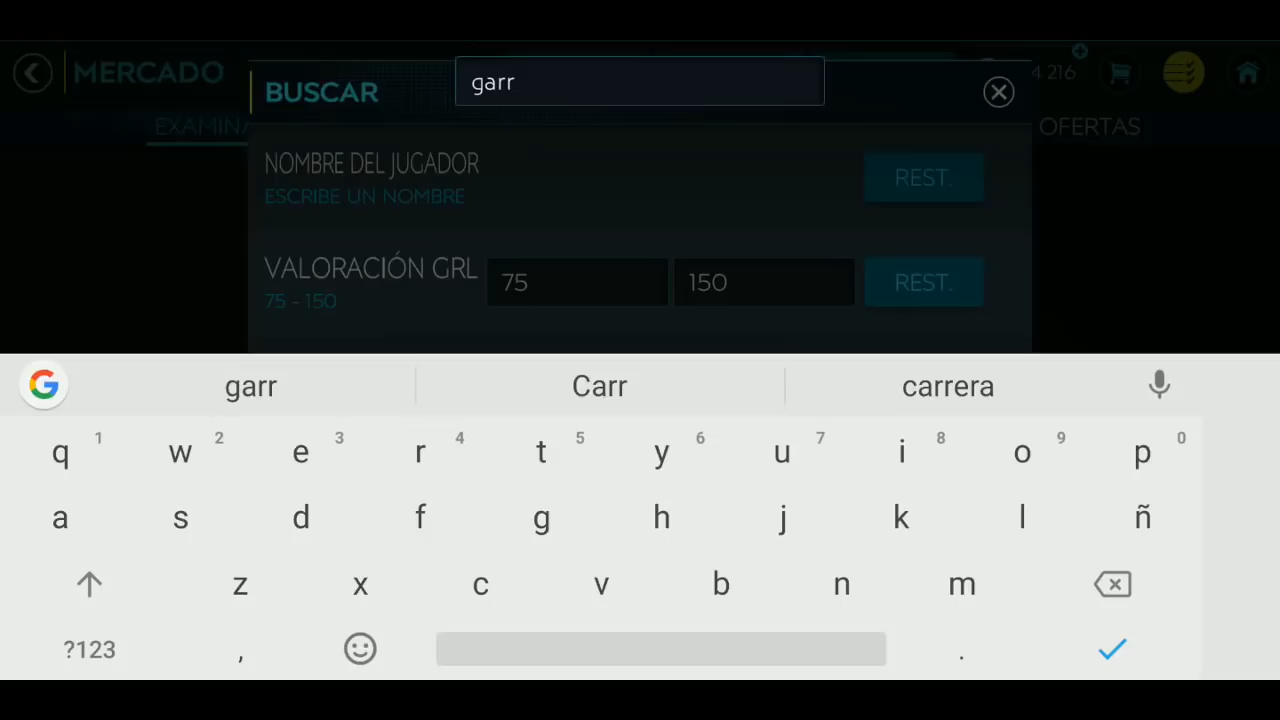 MERCADO
BUSCAR
garr
4 216
OFERTAS
NOMBRE DEL JUGADOR
ESCRIBE UN NOMBRE
REST.
VALORACIÓN GRL
75 - 150
75
150
REST.
garr Carr carrera
q 1 w 2 e 3 r 4 t 5 y 6 u 7 i 8 o 9 p 0
a s d f g h j k l ñ
z x c v b n m
?123 , .